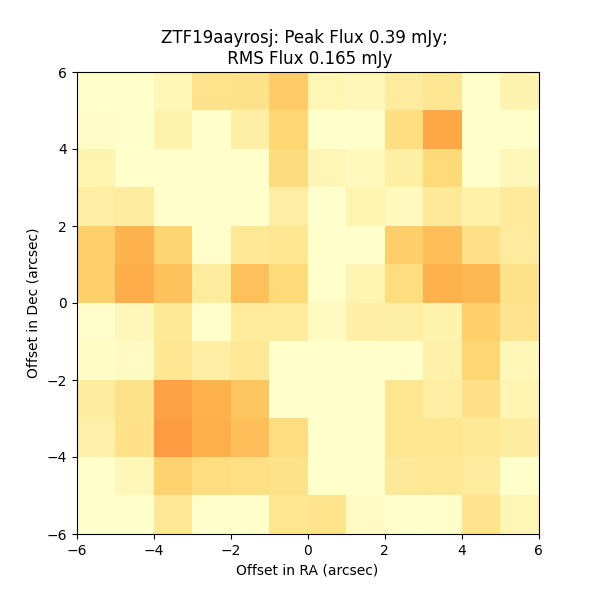 ZTF19aayrosj: Peak Flux 0.39 mJy;
RMS Flux 0.165 mJy
6
4
2
0
−2
−4
−6
Offset in Dec (arcsec)
−6 −4 −2 0 2 4 6
Offset in RA (arcsec)